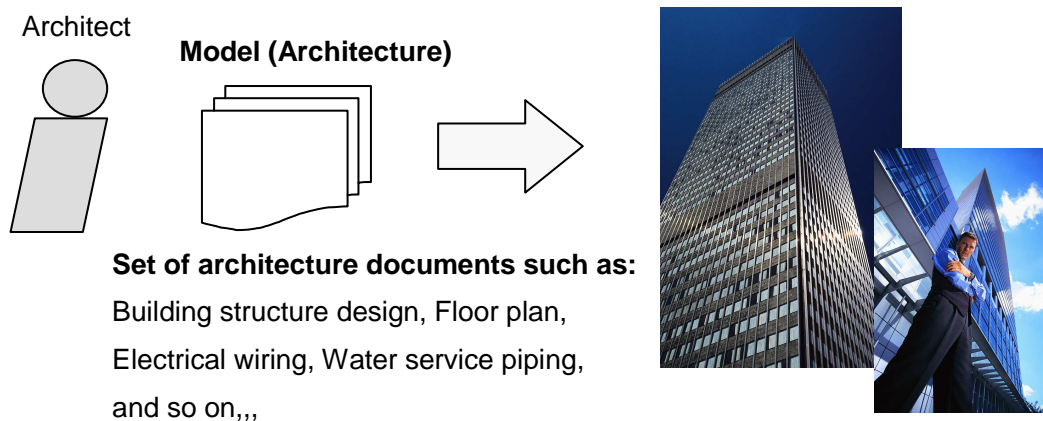 Architect
Model (Architecture)
Set of architecture documents such as:
Building structure design, Floor plan,
Electrical wiring, Water service piping,
and so on,,,